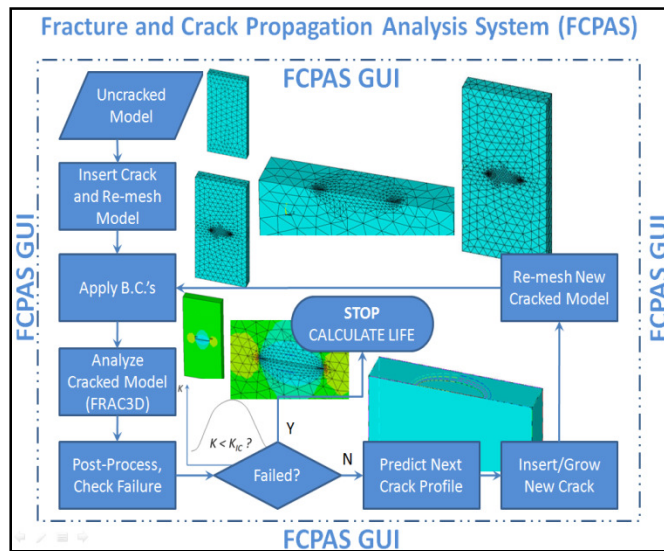 Fracture and Crack Propagation Analysis System (FCPAS)
FCPAS GUI
Uncracked
Model
Insert Crack
and Re-mesh
Model
FCPAS GUI
FCPAS GUI
Apply B.C.'s
Re-mesh New
Cracked Model
STOP
CALCULATE LIFE
Analyze
Cracked Model
(FRAC3D)
K
K < KIC ?
Y
Post-Process,
Check Failure
Failed?
N
Predict Next
Crack Profile
Insert/Grow
New Crack
FCPAS GUI